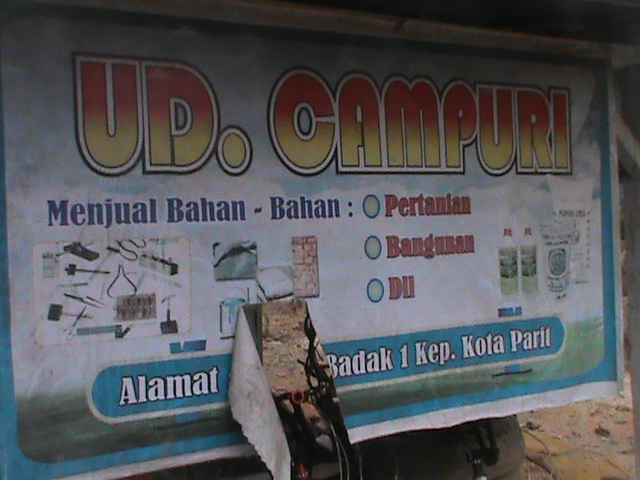 UD. CAMPURI
Menjual Bahan - Bahan : Pertanian
Bangunan
Dll
Alamat
Badak 1 Kep. Kota Parit